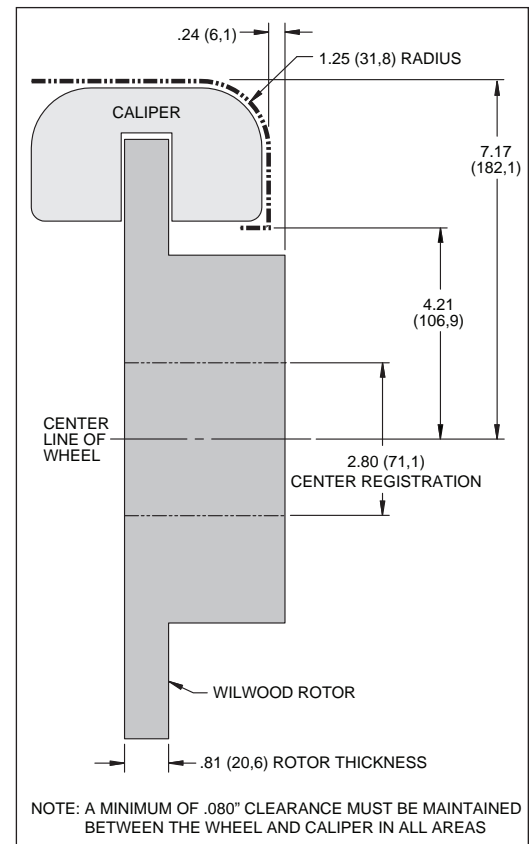 .24 (6,1)
1.25 (31,8) RADIUS
CALIPER
7.17
(182,1)
4.21
(106,9)
CENTER
LINE OF
WHEEL
2.80 (71,1)
CENTER REGISTRATION
WILWOOD ROTOR
.81 (20,6) ROTOR THICKNESS
NOTE: A MINIMUM OF .080" CLEARANCE MUST BE MAINTAINED
BETWEEN THE WHEEL AND CALIPER IN ALL AREAS